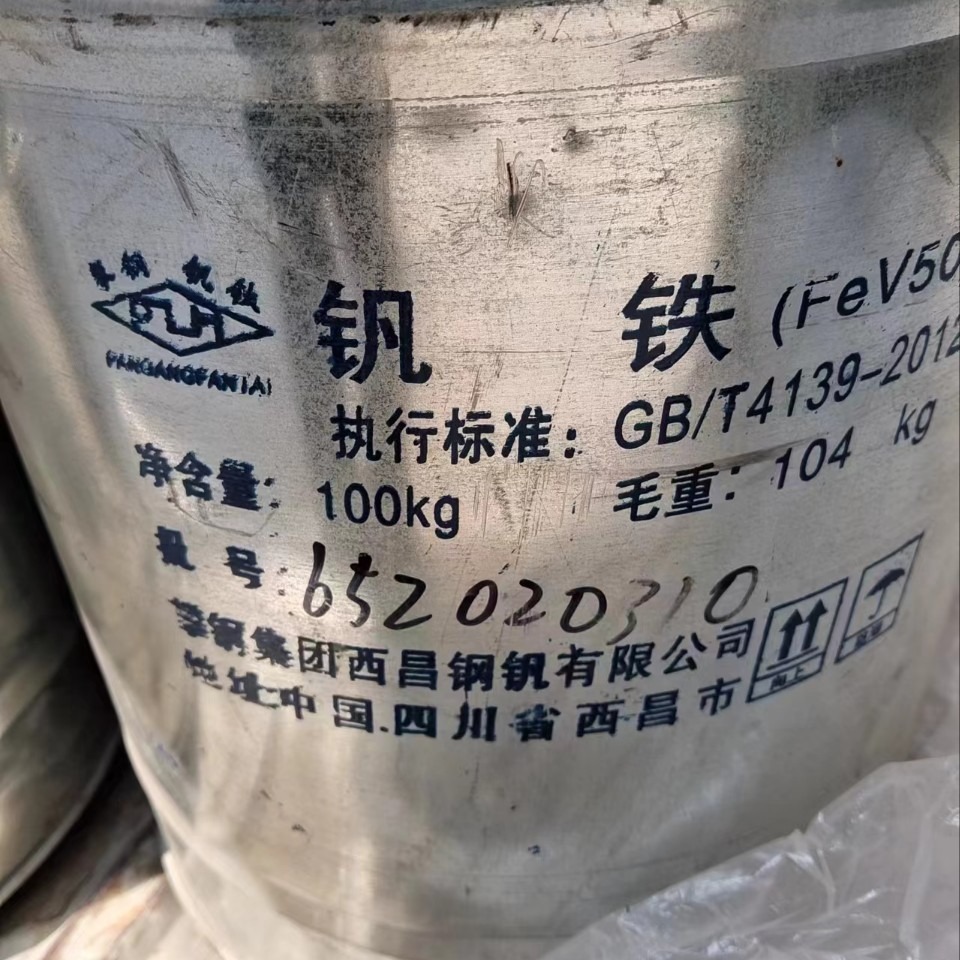 攀钢 钒钛
PANGANGFANTAI
钒 铁 (FeV50
执行标准：GB/T4139-2012
净含量：100kg 毛重：104 kg
批 号：652020310
攀钢集团西昌钢钒有限公司
地址:中国.四川省西昌市
向上